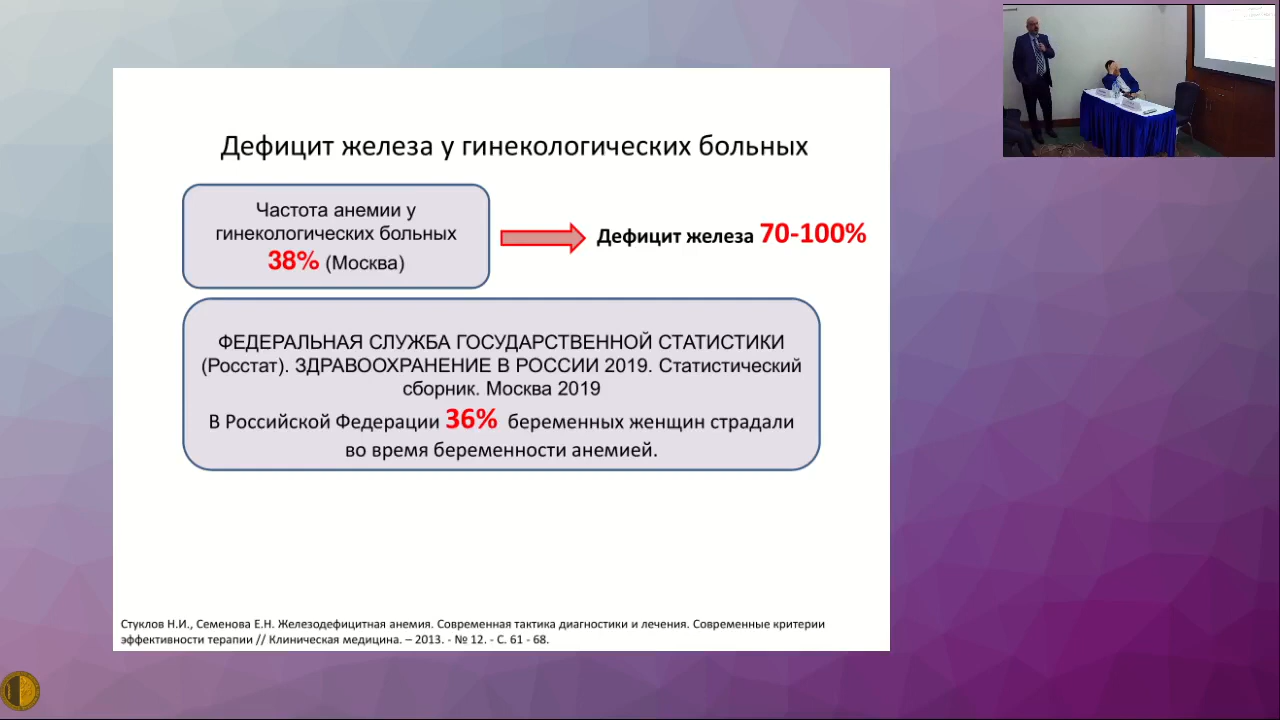 Дефицит железа у гинекологических больных
Частота анемии у
гинекологических больных
38% (Москва)
Дефицит железа 70-100%
ФЕДЕРАЛЬНАЯ СЛУЖБА ГОСУДАРСТВЕННОЙ СТАТИСТИКИ
(Росстат). ЗДРАВООХРАНЕНИЕ В РОССИИ 2019. Статистический
сборник. Москва 2019
В Российской Федерации 36% беременных женщин страдали
во время беременности анемией.
Стуклов Н.И., Семенова Е.Н. Железодефицитная анемия. Современная тактика диагностики и лечения. Современные критерии
эффективности терапии // Клиническая медицина. – 2013. - № 12. - С. 61 - 68.